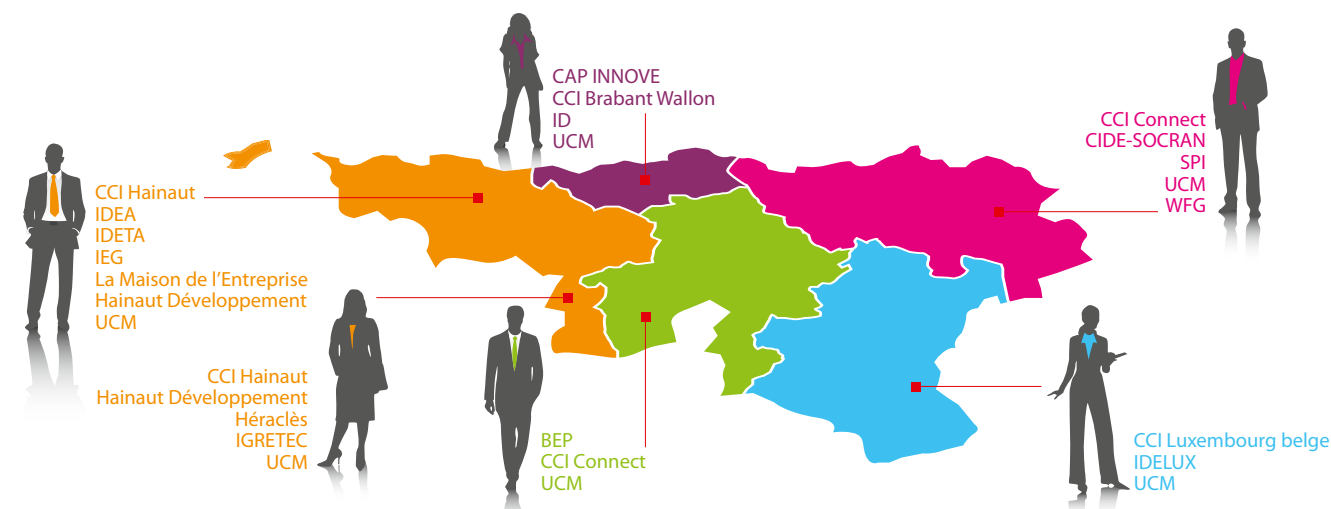 CAP INNOVE
CCI Brabant Wallon
ID
UCM
CCI Connect
CIDE-SOCRAN
SPI
UCM
WFG
CCI Hainaut
IDEA
IDETA
IEG
La Maison de l’Entreprise
Hainaut Développement
UCM
CCI Hainaut
Hainaut Développement
Héraclès
IGRETEC
UCM
BEP
CCI Connect
UCM
CCI Luxembourg belge
IDELUX
UCM